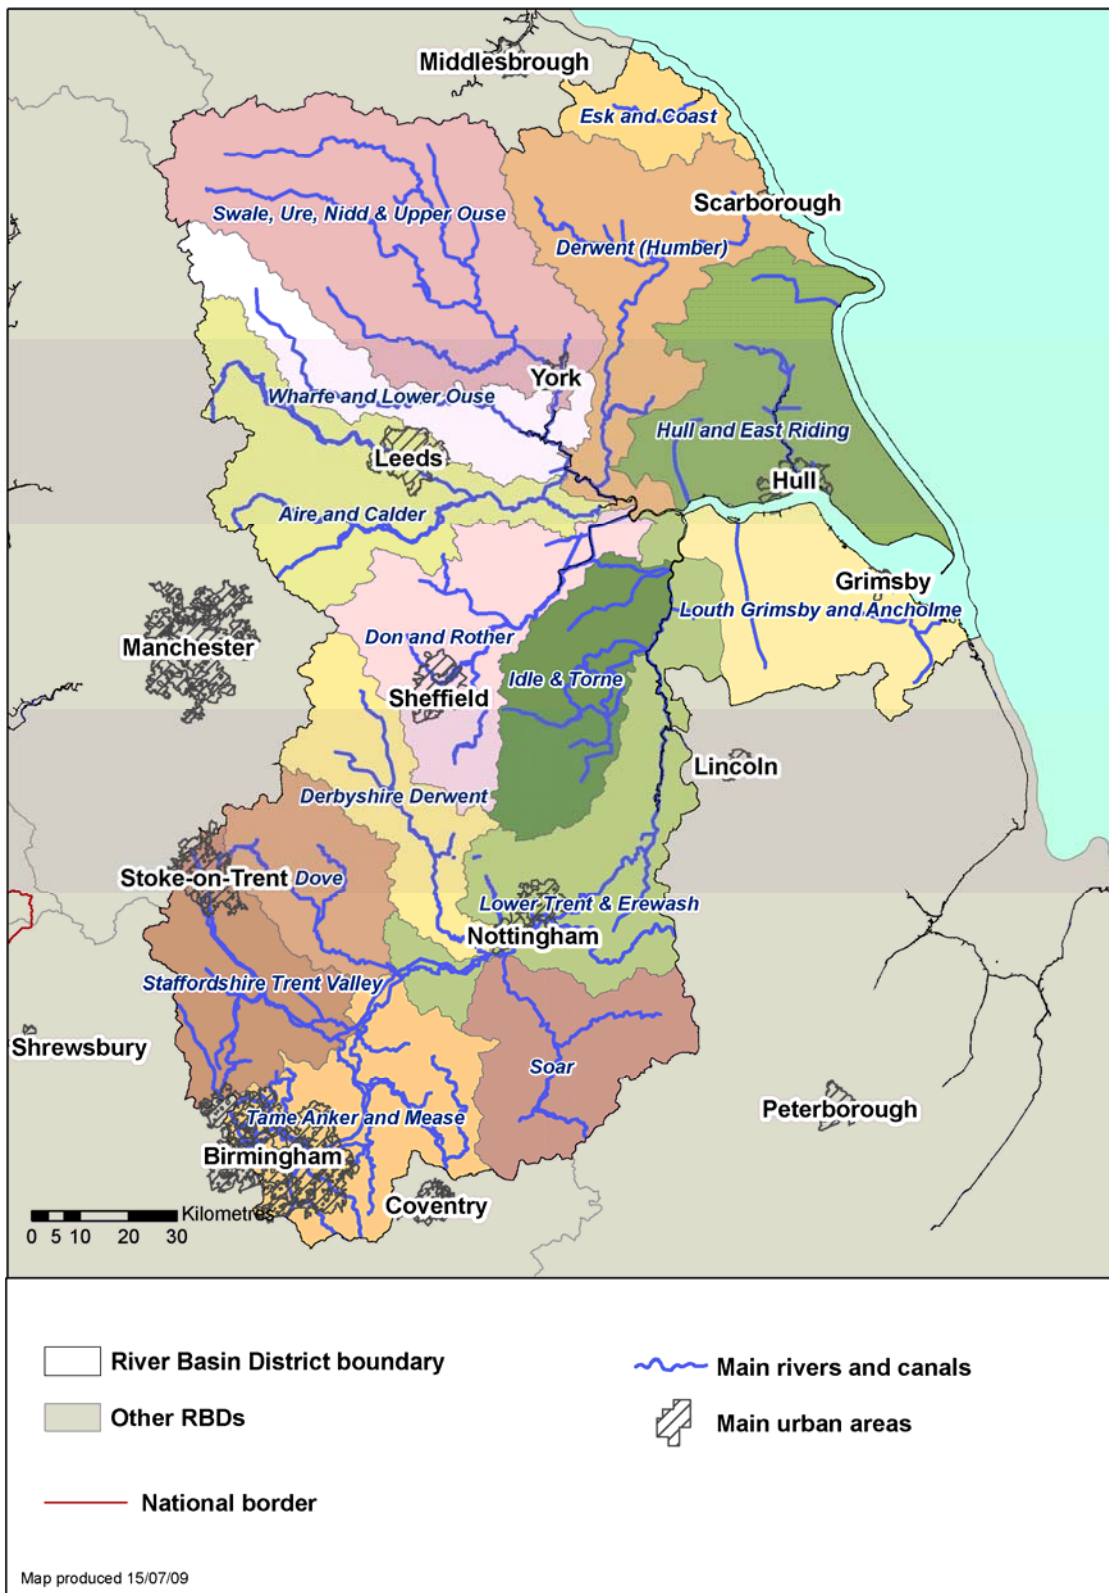 Middlesbrough
Esk and Coast
Scarborough
Swale, Ure, Nidd & Upper Ouse
Derwent (Humber)
York
Wharfe and Lower Ouse
Hull and East Riding
Leeds
Hull
Aire and Calder
Grimsby
Louth Grimsby and Ancholme
Don and Rother
Manchester
Idle & Torne
Sheffield
Lincoln
Derbyshire Derwent
Stoke-on-Trent
Dove
Lower Trent & Erewash
Nottingham
Staffordshire Trent Valley
Shrewsbury
Soar
Peterborough
Tame Anker and Mease
Birmingham
Coventry
Kilometres
0 5 10 20 30
River Basin District boundary
Main rivers and canals
Other RBDs
Main urban areas
National border
Map produced 15/07/09